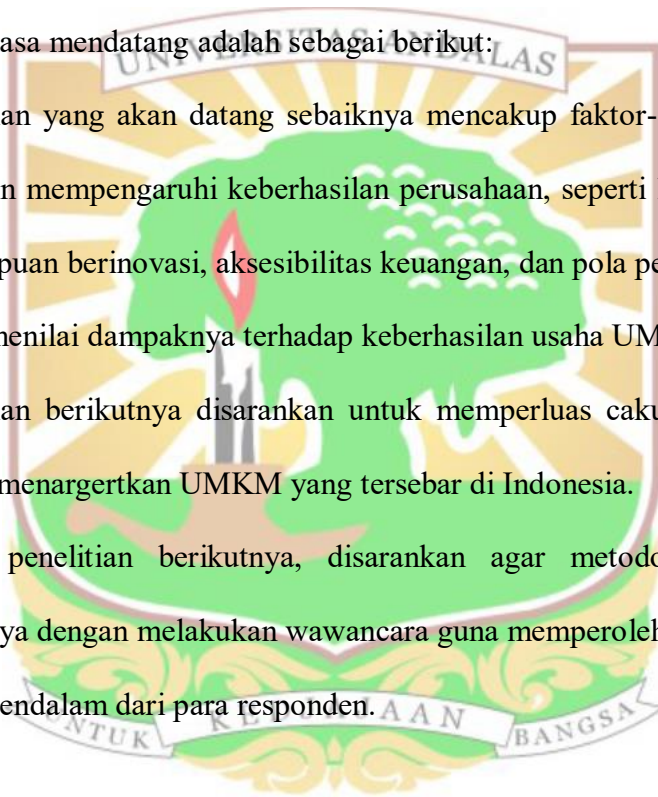 UNIVERSITAS ANDALAS
asa mendatang adalah sebagai berikut:
an yang akan datang sebaiknya mencakup faktor-
n mempengaruhi keberhasilan perusahaan, seperti
puan berinovasi, aksesibilitas keuangan, dan pola pe
menilai dampaknya terhadap keberhasilan usaha UM
an berikutnya disarankan untuk memperluas caku
menargertkan UMKM yang tersebar di Indonesia.
penelitian berikutnya, disarankan agar metodo
ya dengan melakukan wawancara guna memperoleh
endalam dari para responden.
UNTUK KEDJAJAAN BANGSA